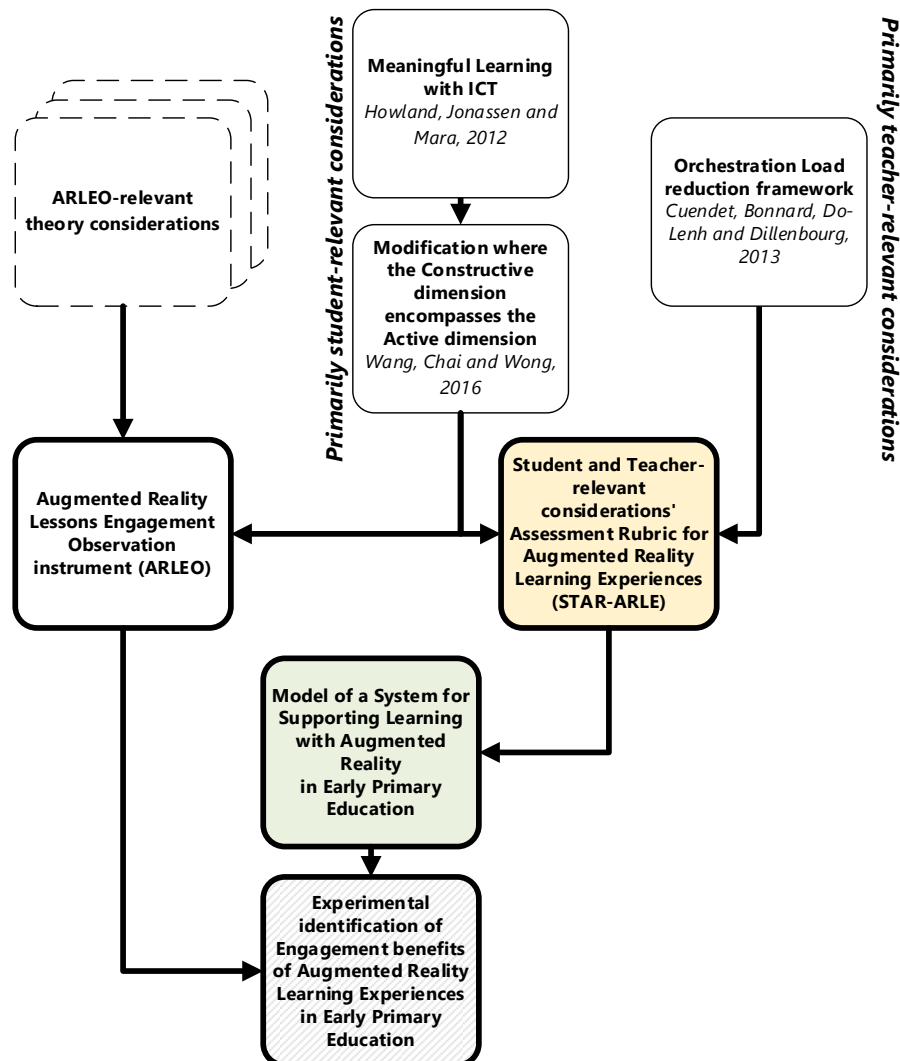 Primarily student-relevant considerations
Meaningful Learning
with ICT
Howland, Jonassen and
Mara, 2012
Primarily teacher-relevant considerations
ARLEO-relevant
theory considerations
Orchestration Load
reduction framework
Cuendet, Bonnard, Do-
Lenh and Dillenbourg,
2013
Modification where
the Constructive
dimension
encompasses the
Active dimension
Wang, Chai and Wong,
2016
Augmented Reality
Lessons Engagement
Observation
instrument (ARLEO)
Student and Teacher-
relevant
considerations'
Assessment Rubric for
Augmented Reality
Learning Experiences
(STAR-ARLE)
Model of a System for
Supporting Learning
with Augmented
Reality
in Early Primary
Education
Experimental
identification of
Engagement benefits
of Augmented Reality
Learning Experiences
in Early Primary
Education